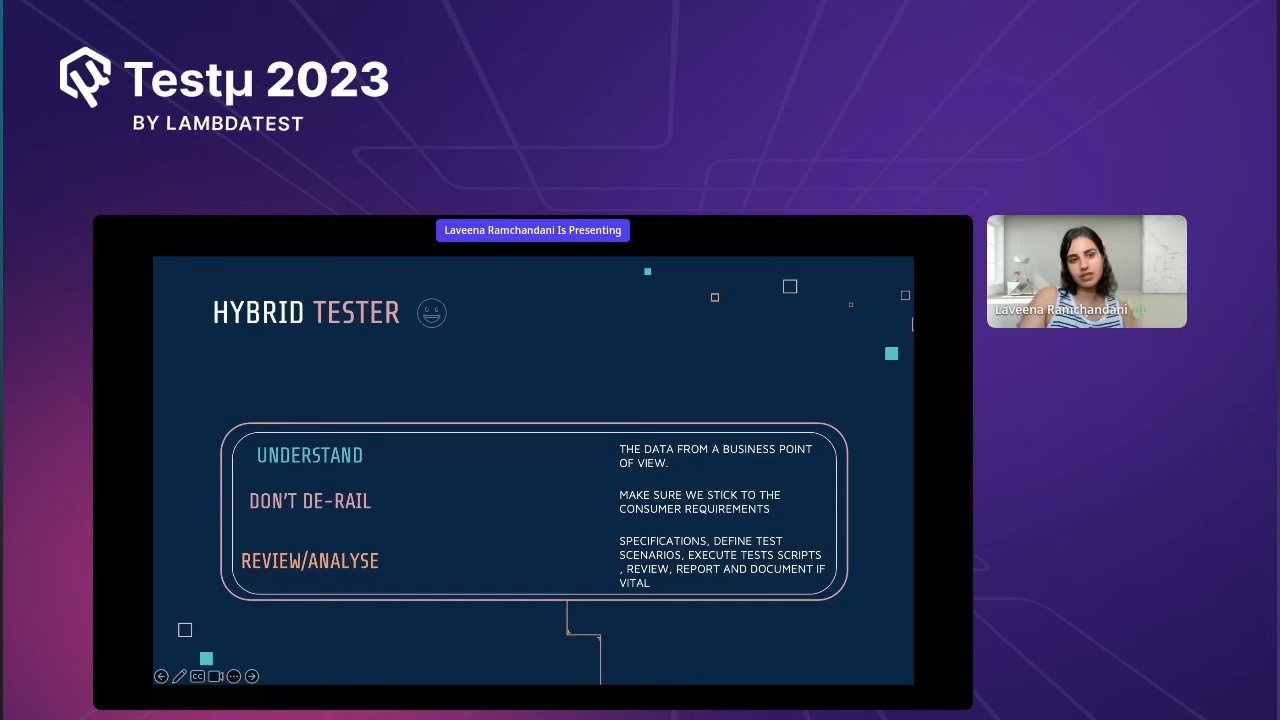 Testμ 2023
BY LAMBDATEST
Laveena Ramchandani Is Presenting
HYBRID TESTER
Laveena Ramchandani
UNDERSTAND
THE DATA FROM A BUSINESS POINT
OF VIEW.
DON'T DE-RAIL
MAKE SURE WE STICK TO THE
CONSUMER REQUIREMENTS
REVIEW/ANALYSE
SPECIFICATIONS, DEFINE TEST
SCENARIOS, EXECUTE TESTS SCRIPTS
, REVIEW, REPORT AND DOCUMENT IF
VITAL
CC